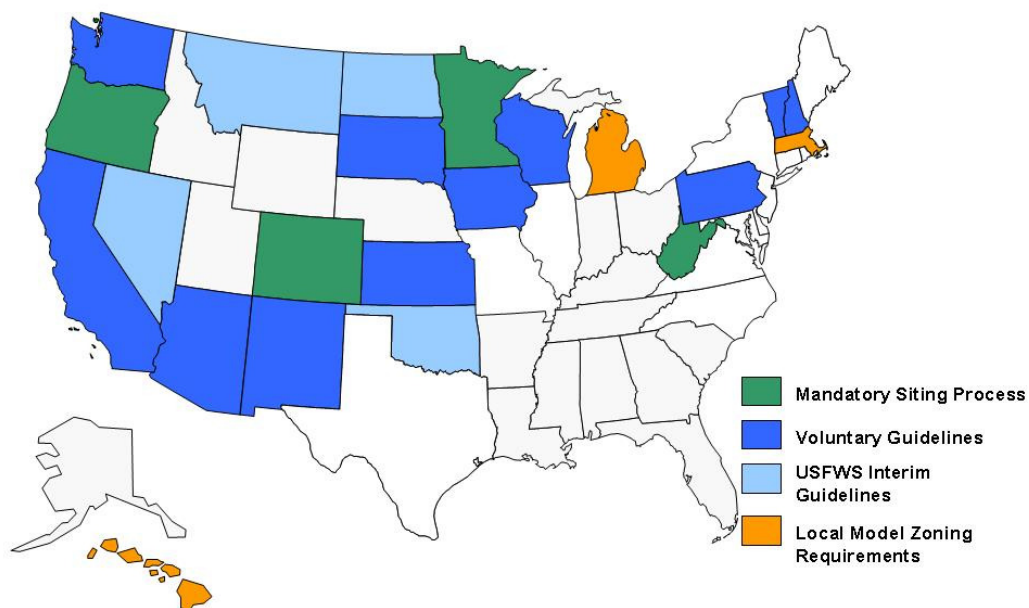 Mandatory Siting Process
Voluntary Guidelines
USFWS Interim
Guidelines
Local Model Zoning
Requirements